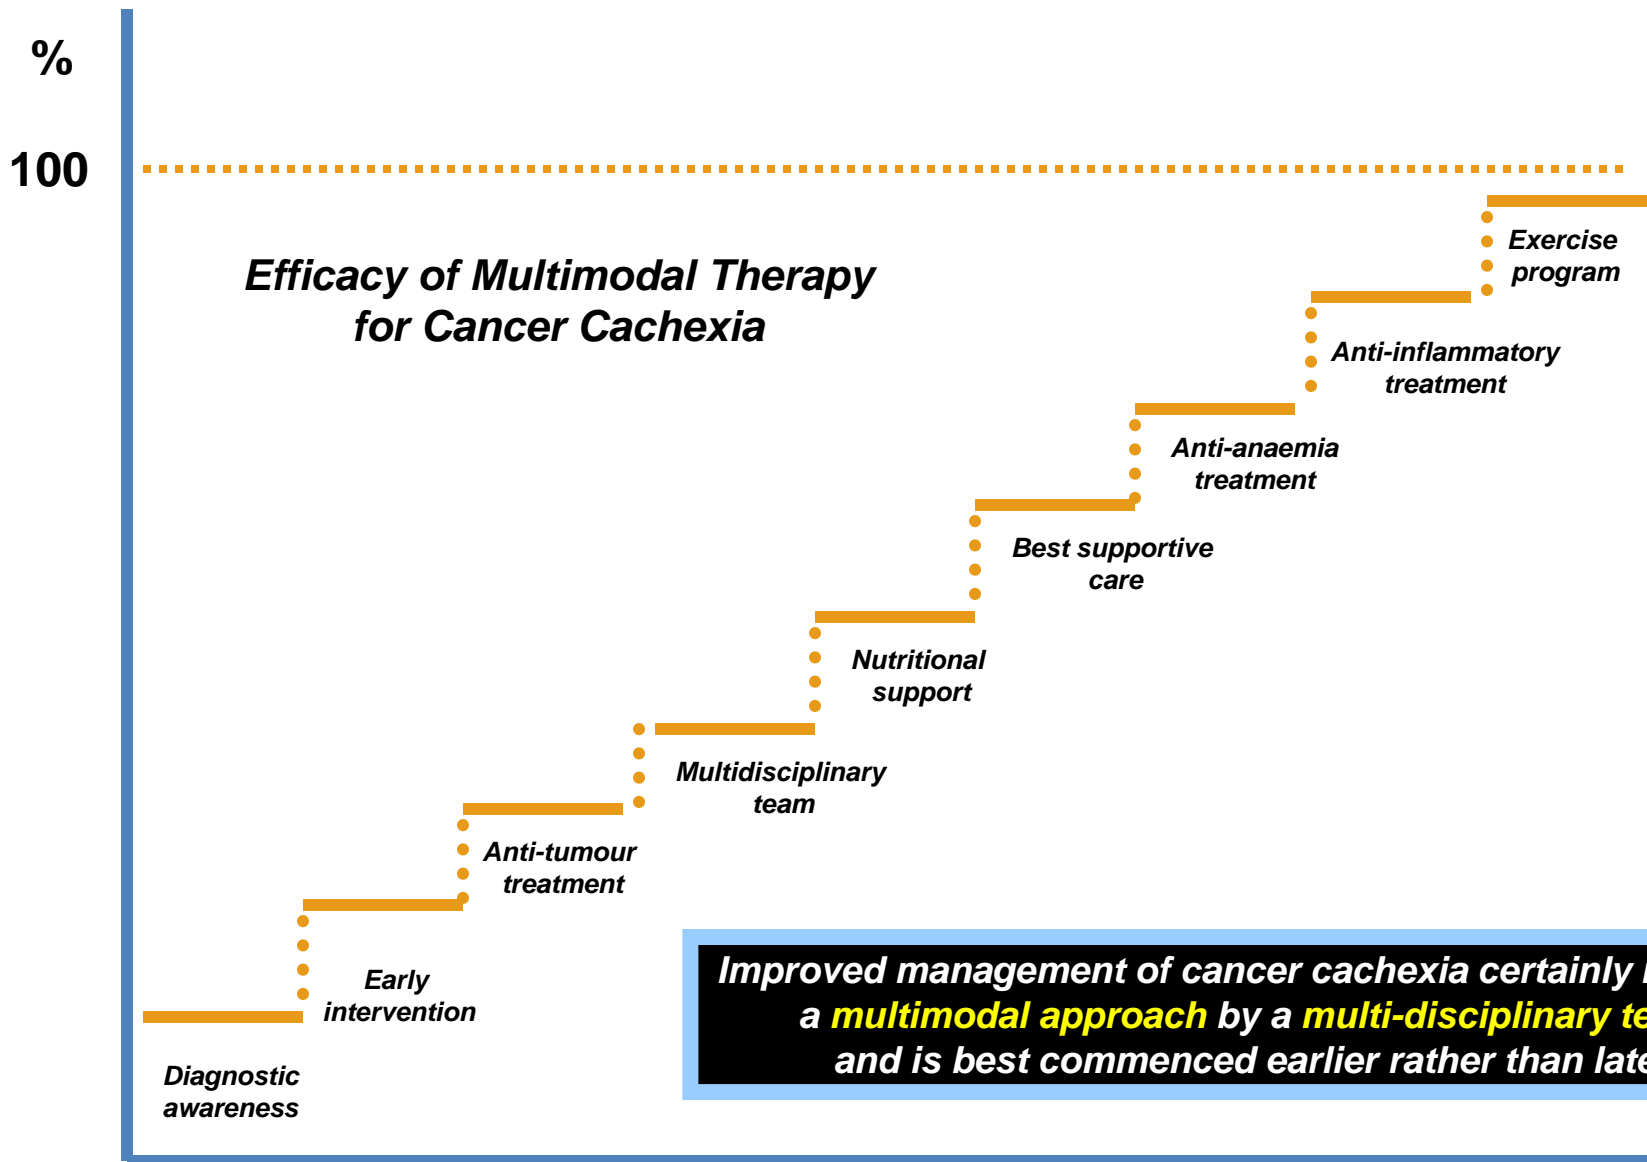 %
100
Efficacy of Multimodal Therapy
for Cancer Cachexia
Exercise
program
Anti-inflammatory
treatment
Anti-anaemia
treatment
Best supportive
care
Nutritional
support
Multidisciplinary
team
Anti-tumour
treatment
Early
intervention
Diagnostic
awareness
Improved management of cancer cachexia certainly
a multimodal approach by a multi-disciplinary
and is best commenced earlier rather than